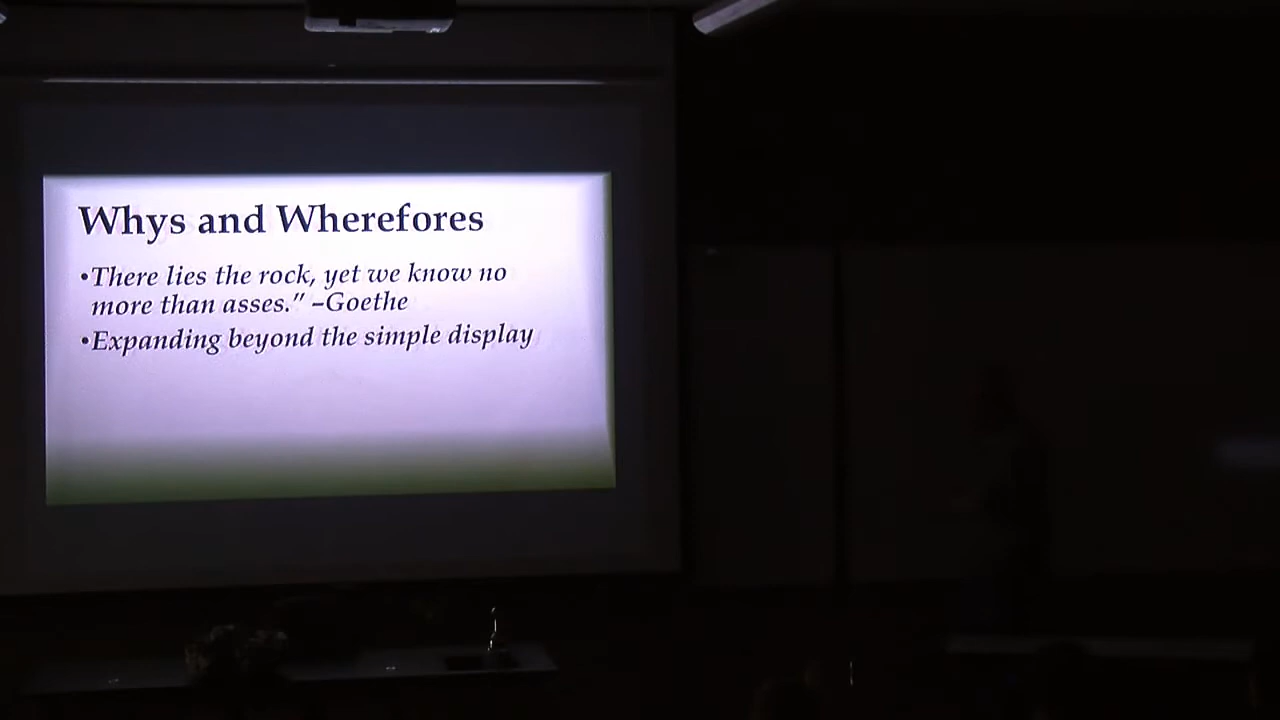 Whys and Wherefores
•There lies the rock, yet we know no
more than asses.” –Goethe
•Expanding beyond the simple display